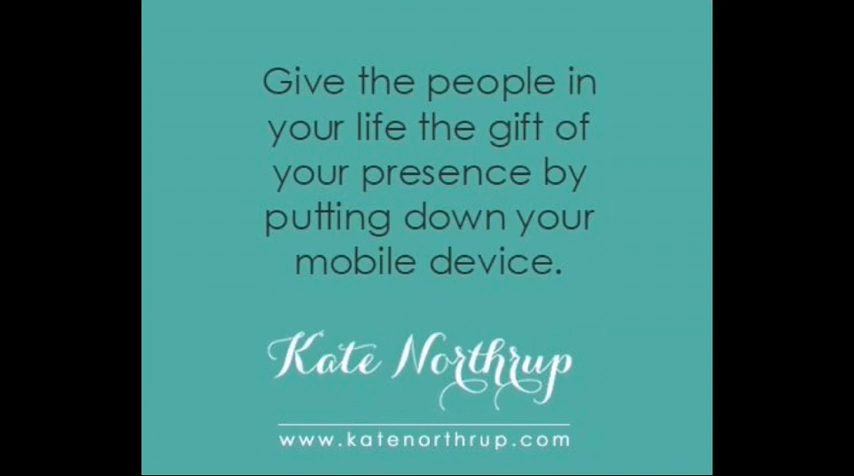 Give the people in
your life the gift of
your presence by
putting down your
mobile device.
Kate Northrup
www.katenorthrup.com